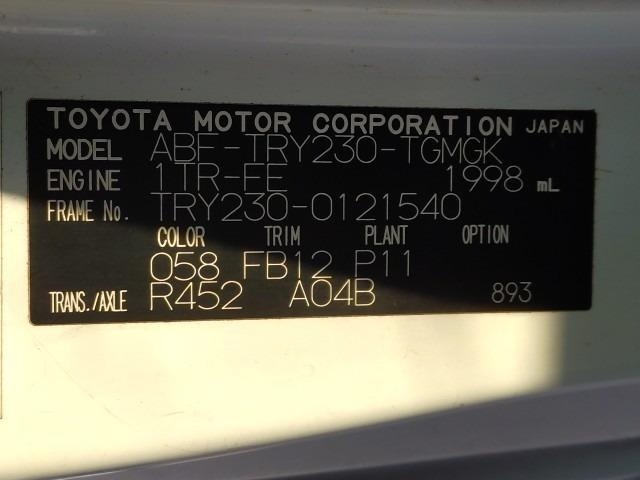 TOYOTA MOTOR CORPORATION JAPAN
MODEL ABF-TRY230-TGMGK
ENGINE 1TR-FE 1998 mL
FRAME No. TRY230-0121540
COLOR TRIM PLANT OPTION
058 FB12 P11
TRANS./AXLE R452 A04B 893